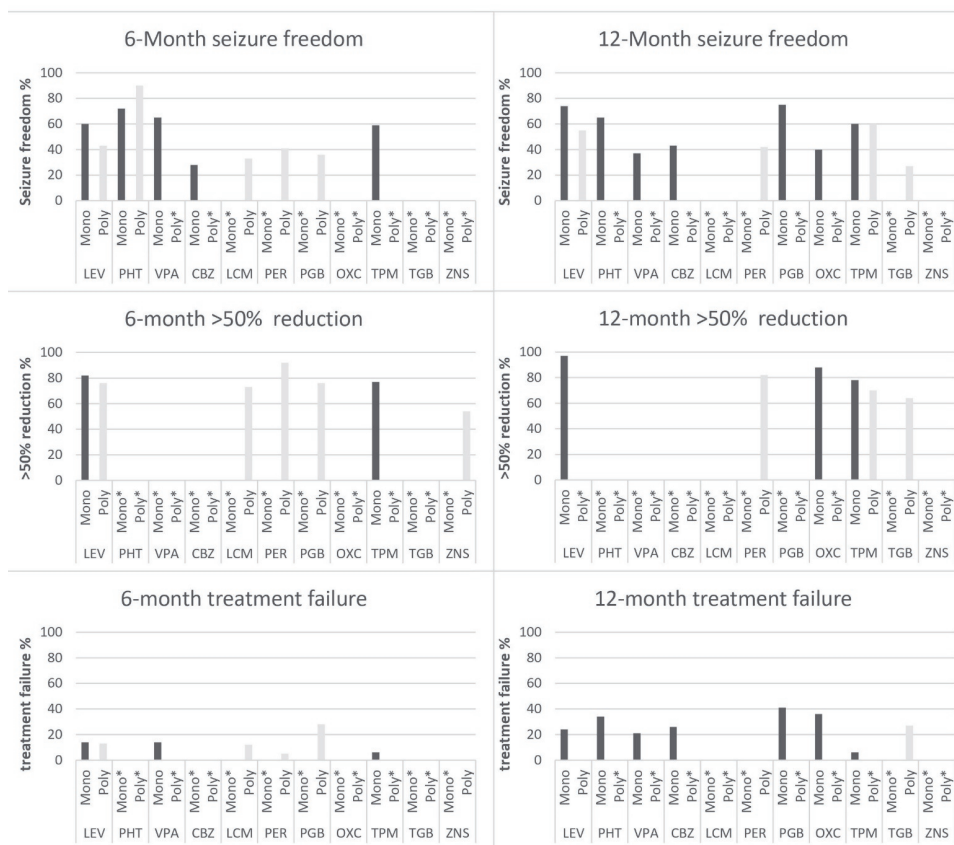 6-Month seizure freedom
Seizure freedom %
100
80
60
40
20
0
Mono Poly Mono Poly Mono Poly* Mono Poly* Mono* Poly Mono* Poly Mono* Poly Mono* Poly* Mono Poly* Mono* Poly* Mono* Poly*
LEV PHT VPA CBZ LCM PER PGB OXC TPM TGB ZNS
12-Month seizure freedom
Seizure freedom %
100
80
60
40
20
0
Mono Poly Mono Poly* Mono Poly* Mono Poly* Mono* Poly* Mono* Poly Mono Poly* Mono Poly* Mono Poly Mono* Poly Mono* Poly*
LEV PHT VPA CBZ LCM PER PGB OXC TPM TGB ZNS
6-month >50% reduction
>50% reduction %
100
80
60
40
20
0
Mono Poly Mono* Poly* Mono* Poly* Mono* Poly* Mono* Poly Mono* Poly Mono* Poly Mono* Poly* Mono Poly* Mono* Poly* Mono* Poly
LEV PHT VPA CBZ LCM PER PGB OXC TPM TGB ZNS
12-month >50% reduction
>50% reduction %
100
80
60
40
20
0
Mono Poly* Mono* Poly* Mono* Poly* Mono* Poly* Mono* Poly* Mono* Poly Mono* Poly* Mono Poly* Mono Poly Mono* Poly Mono* Poly*
LEV PHT VPA CBZ LCM PER PGB OXC TPM TGB ZNS
6-month treatment failure
treatment failure %
100
80
60
40
20
0
Mono Poly Mono* Poly* Mono Poly* Mono* Poly* Mono* Poly Mono* Poly Mono* Poly Mono* Poly* Mono Poly* Mono* Poly* Mono* Poly*
LEV PHT VPA CBZ LCM PER PGB OXC TPM TGB ZNS
12-month treatment failure
treatment failure %
100
80
60
40
20
0
Mono Poly* Mono Poly* Mono Poly* Mono Poly* Mono* Poly* Mono* Poly* Mono Poly* Mono Poly* Mono Poly* Mono* Poly Mono* Poly*
LEV PHT VPA CBZ LCM PER PGB OXC TPM TGB ZNS